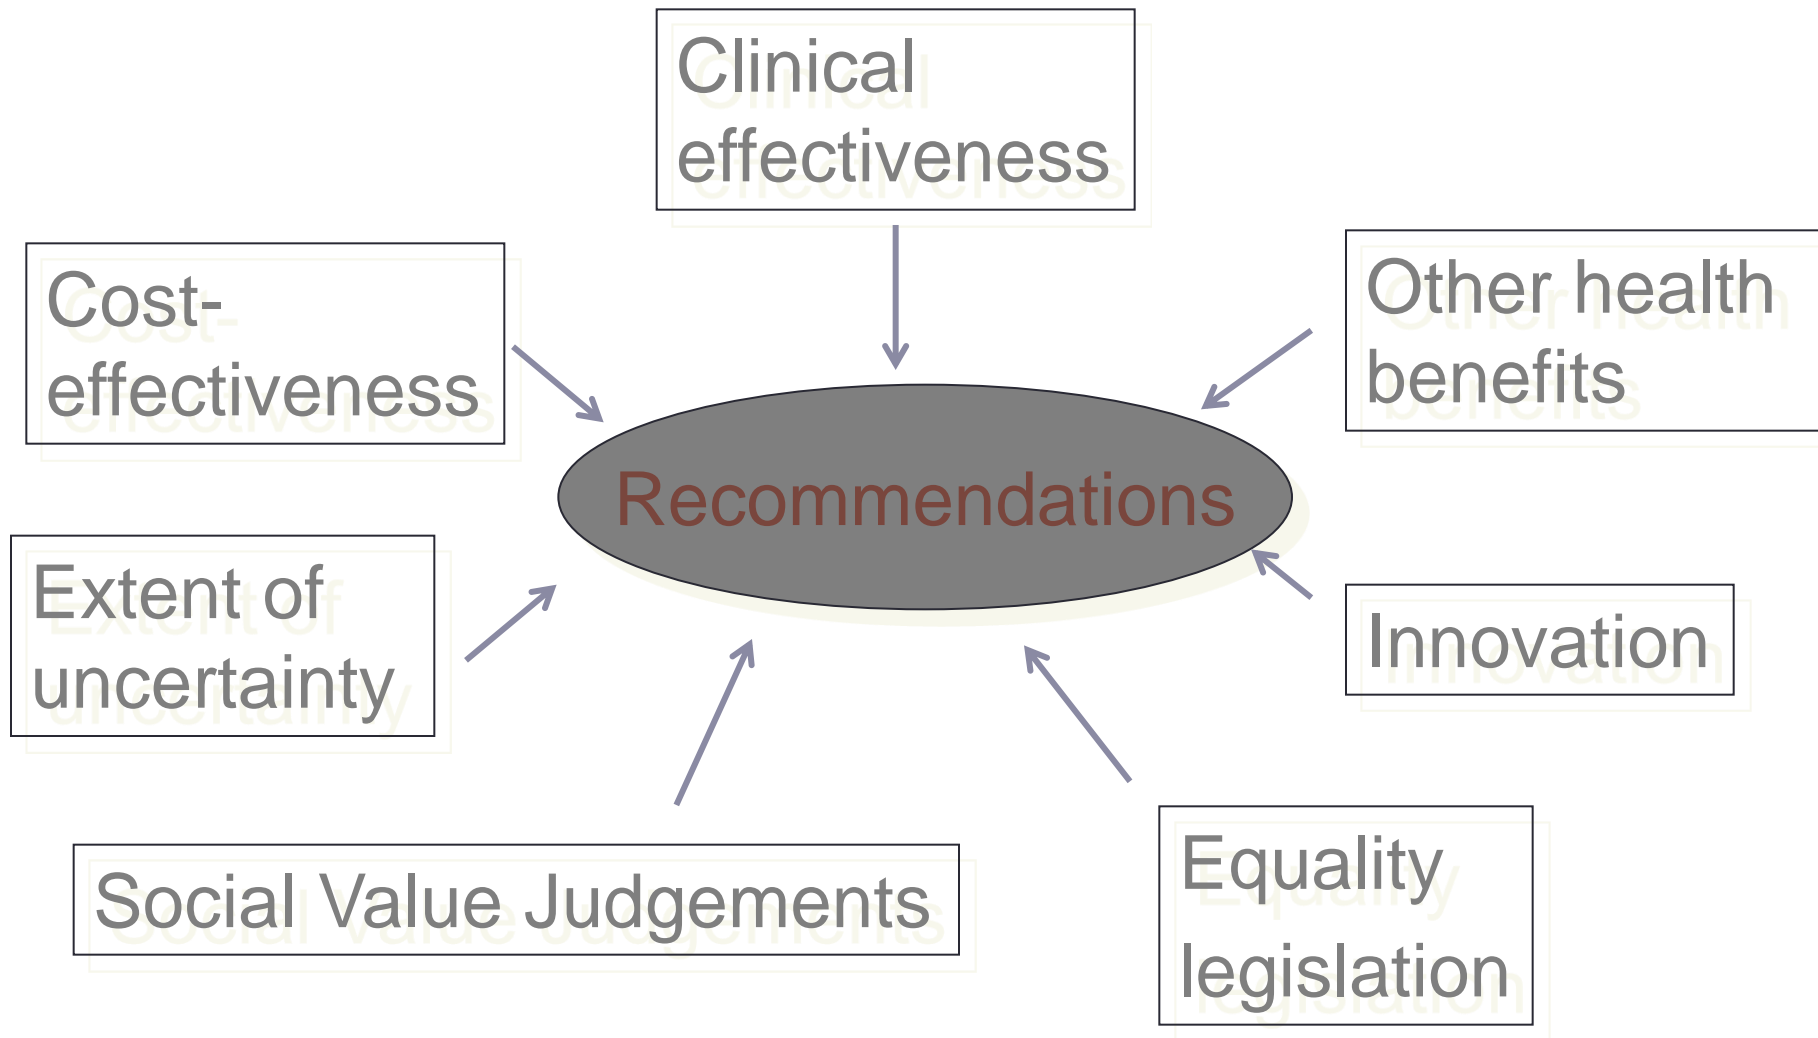 Clinical
effectiveness
Cost-
effectiveness
Other health
benefits
Recommendations
Extent of
uncertainty
Innovation
Social Value Judgements
Equality
legislation